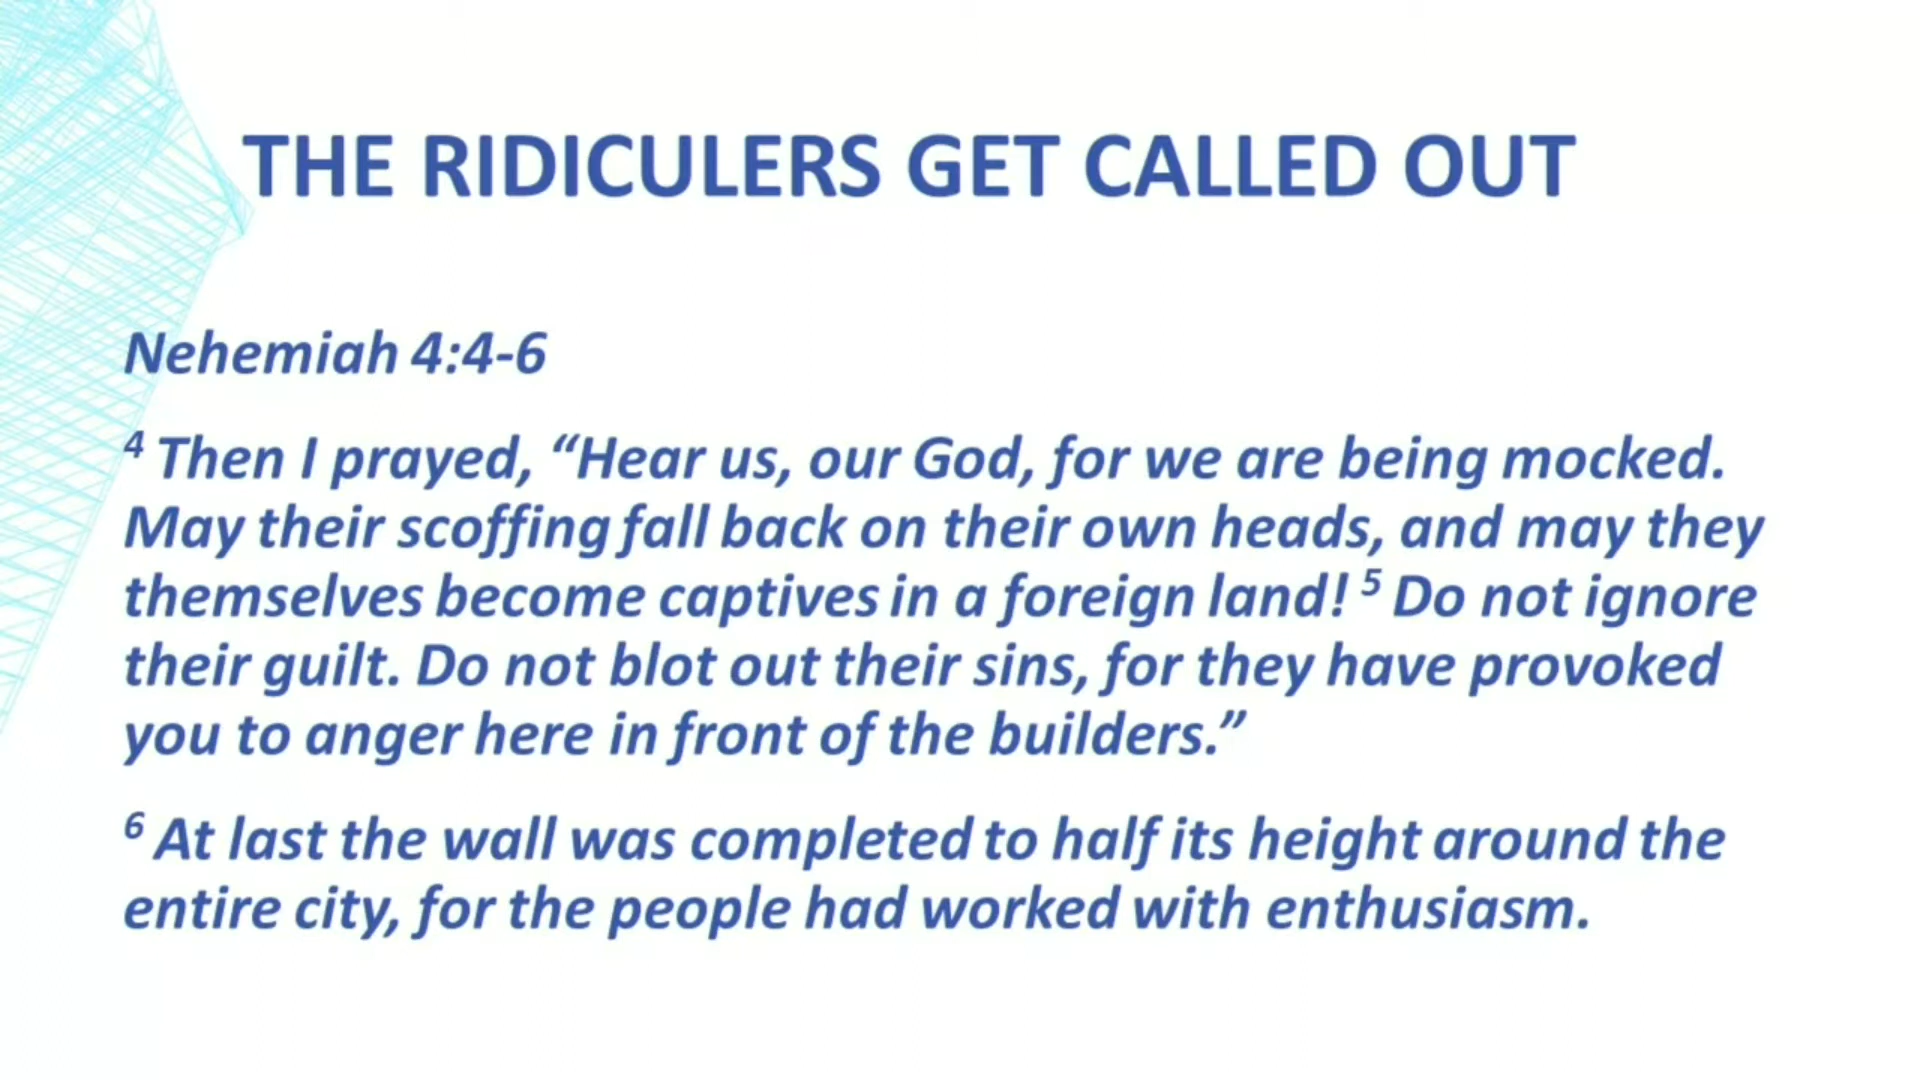 THE RIDICULERS GET CALLED OUT
Nehemiah 4:4-6
4 Then I prayed, “Hear us, our God, for we are being mocked.
May their scoffing fall back on their own heads, and may they
themselves become captives in a foreign land! 5 Do not ignore
their guilt. Do not blot out their sins, for they have provoked
you to anger here in front of the builders.”
6 At last the wall was completed to half its height around the
entire city, for the people had worked with enthusiasm.